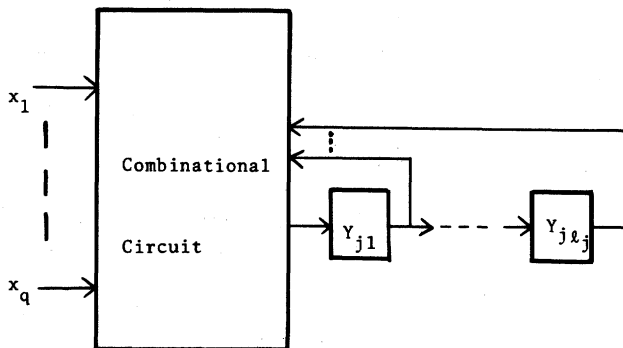 x1
Combinational
Yj1
Yjℓj
Circuit
xq